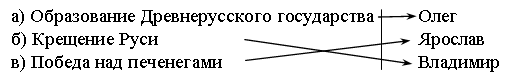 а) Образование Древнерусского государства Олег
б) Крещение Руси Ярослав
в) Победа над печенегами Владимир